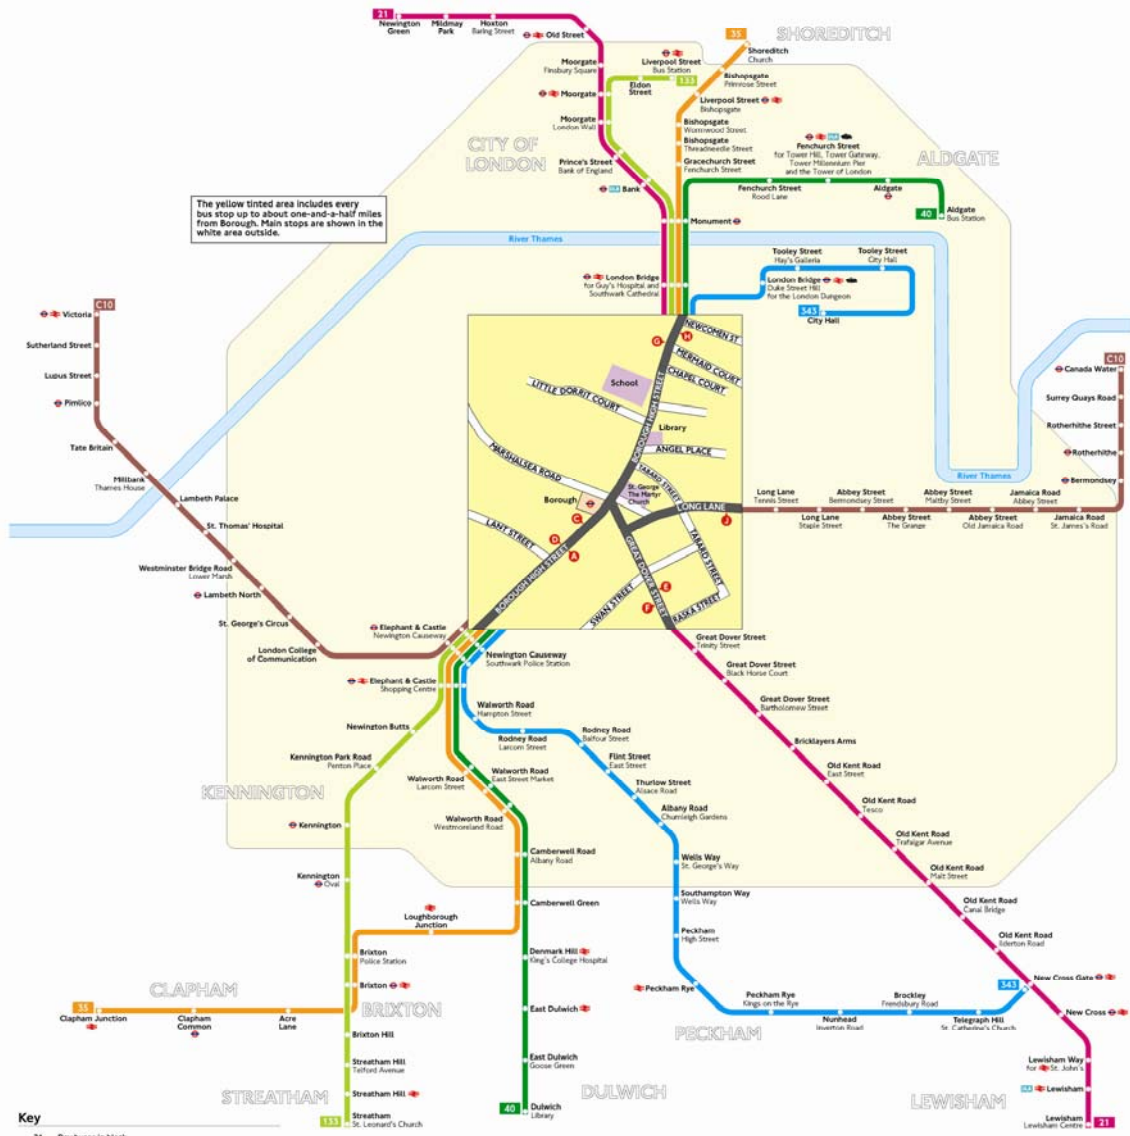 21
Newington
Green
Mildmay
Park
Hoxton
Baring Street
Old Street
35
SHOREDITCH
Shoreditch
Church
Moorgate
Finsbury Square
Liverpool Street
Bus Station
133
Eldon
Street
Bishopsgate
Primrose Street
Moorgate
Liverpool Street
Bishopsgate
Moorgate
London Wall
Bishopsgate
Wormwood Street
Bishopsgate
Threadneedle Street
CITY OF
LONDON
Prince's Street
Bank of England
Gracechurch Street
Fenchurch Street
Fenchurch Street
for Tower Hill, Tower Gateway,
Tower Millennium Pier
and the Tower of London
ALDGATE
Bank
Fenchurch Street
Rood Lane
Aldgate
40
Aldgate
Bus Station
Monument
The yellow tinted area includes every
bus stop up to about one-and-a-half miles
from Borough. Main stops are shown in the
white area outside.
River Thames
Tooley Street
Hay's Galleria
Tooley Street
City Hall
London Bridge
for Guy's Hospital and
Southwark Cathedral
London Bridge
Duke Street Hill
for the London Dungeon
343
City Hall
C10
Victoria
Sutherland Street
Lupus Street
Pimlico
Tate Britain
Millbank
Thames House
Lambeth Palace
St. Thomas' Hospital
Westminster Bridge Road
Lower Marsh
Lambeth North
St. George's Circus
London College
of Communication
NEWCOMEN ST
G
H
MERMAID COURT
CHAPEL COURT
School
LITTLE DORRIT COURT
BOROUGH HIGH STREET
Library
ANGEL PLACE
MARSHALSEA ROAD
TABARD STREET
St. George
The Martyr
Church
Borough
LONG LANE
C
J
LANT STREET
D
A
GREAT DOVER STREET
TABARD STREET
BOROUGH HIGH STREET
SWAN STREET
E
F
RASKA STREET
C10
Canada Water
Surrey Quays Road
Rotherhithe Street
Rotherhithe
River Thames
Bermondsey
Long Lane
Tennis Street
Long Lane
Staple Street
Abbey Street
Bermondsey Street
Abbey Street
The Grange
Abbey Street
Maltby Street
Abbey Street
Old Jamaica Road
Jamaica Road
Abbey Street
Jamaica Road
St. James's Road
Elephant & Castle
Newington Causeway
Newington Causeway
Southwark Police Station
Elephant & Castle
Shopping Centre
Newington Butts
Kennington Park Road
Penton Place
KENNINGTON
Kennington
Kennington
Oval
Walworth Road
Hampton Street
Rodney Road
Larcom Street
Rodney Road
Balfour Street
Flint Street
East Street
Thurlow Street
Alsace Road
Albany Road
Chumleigh Gardens
Wells Way
St. George's Way
Southampton Way
Wells Way
Peckham
High Street
Peckham Rye
Peckham Rye
Kings on the Rye
Nunhead
Inverton Road
Brockley
Frendsbury Road
Telegraph Hill
St. Catherine's Church
343
PECKHAM
Walworth Road
Larcom Street
Walworth Road
East Street Market
Walworth Road
Westmoreland Road
Camberwell Road
Albany Road
Camberwell Green
Loughborough
Junction
Denmark Hill
King's College Hospital
East Dulwich
East Dulwich
Goose Green
40
Dulwich
Library
DULWICH
Brixton
Police Station
Brixton
BRIXTON
CLAPHAM
35
Clapham Junction
Clapham
Common
Acre
Lane
Brixton Hill
Streatham Hill
Telford Avenue
Streatham Hill
STREATHAM
133
Streatham
St. Leonard's Church
Great Dover Street
Trinity Street
Great Dover Street
Black Horse Court
Great Dover Street
Bartholomew Street
Bricklayers Arms
Old Kent Road
East Street
Old Kent Road
Tesco
Old Kent Road
Trafalgar Avenue
Old Kent Road
Malt Street
Old Kent Road
Canal Bridge
Old Kent Road
Ilderton Road
New Cross Gate
New Cross
Lewisham Way
for St. John's
Lewisham
LEWISHAM
Lewisham
Lewisham Centre
21
Key